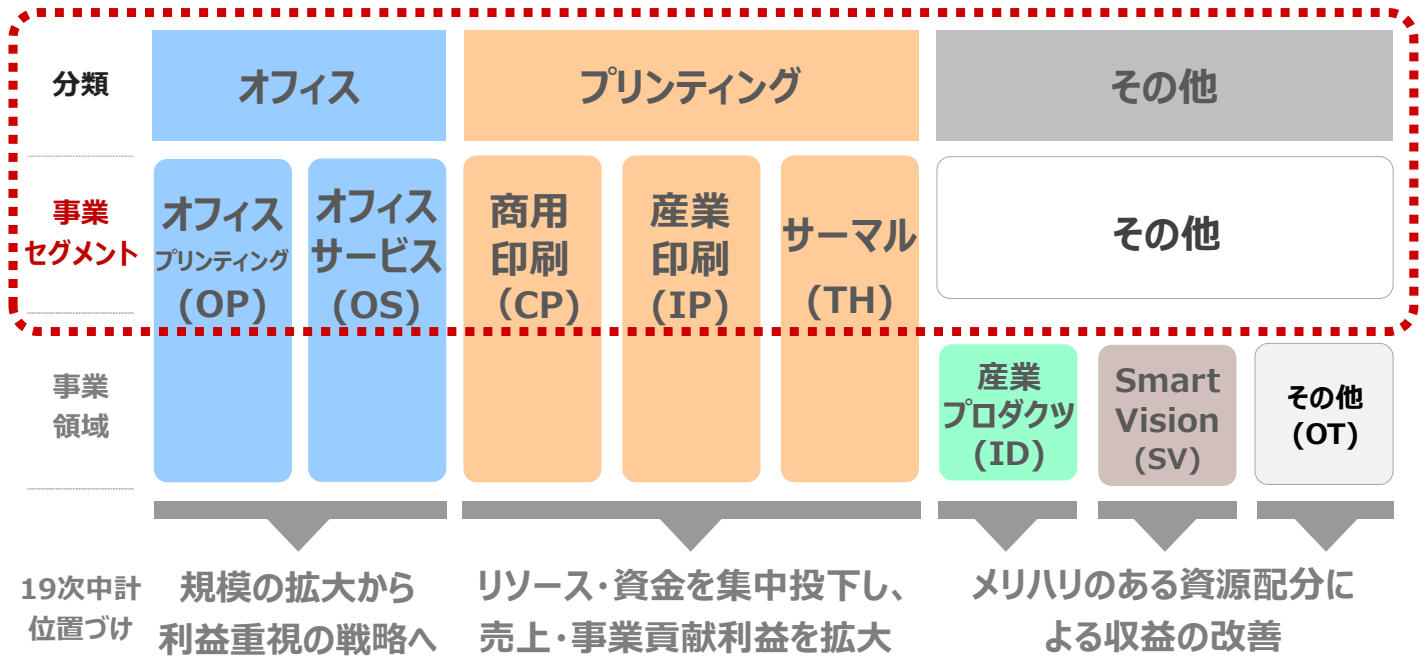 分類
オフィス
プリンティング
その他
事業
セグメント
オフィス
プリンティング
(OP)
オフィス
サービス
(OS)
商用
印刷
（CP)
産業
印刷
(IP)
サーマル
(TH)
その他
事業
領域
産業
プロダクツ
(ID)
Smart
Vision
(SV)
その他
(OT)
19次中計
位置づけ
規模の拡大から
利益重視の戦略へ
リソース・資金を集中投下し、
売上・事業貢献利益を拡大
メリハリのある資源配分に
よる収益の改善